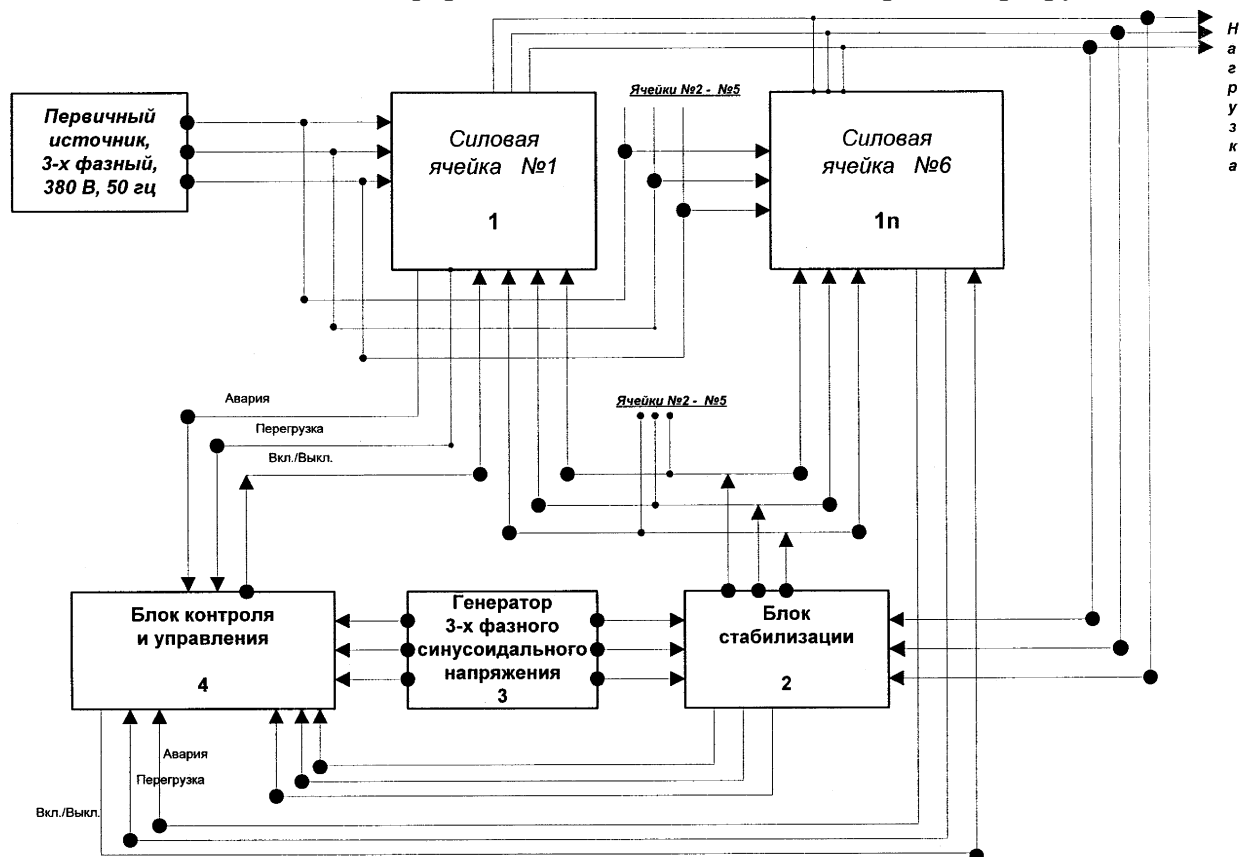 Первичный
источник,
3-х фазный,
380 В, 50 гц
Силовая
ячейка №1
1
Ячейки №2 - №5
Силовая
ячейка №6
1n
Нагрузка
Авария
Перегрузка
Вкл./Выкл.
Ячейки №2 - №5
Блок контроля
и управления
4
Генератор
3-х фазного
синусоидального
напряжения
3
Блок
стабилизации
2
Авария
Перегрузка
Вкл./Выкл.